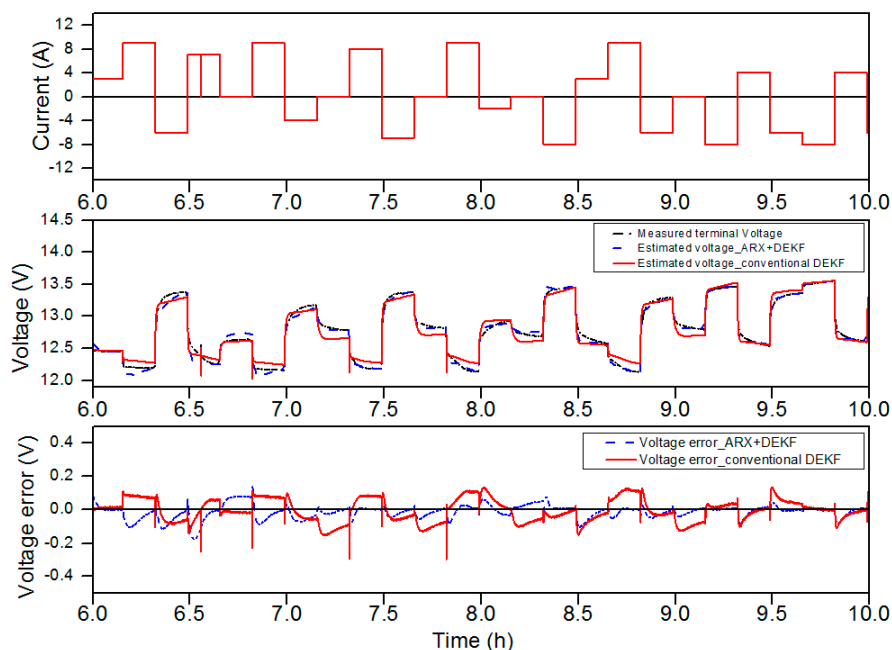 Current (A)
12
8
4
0
-4
-8
-12
6.0 6.5 7.0 7.5 8.0 8.5 9.0 9.5 10.0
Voltage (V)
14.5
14.0
13.5
13.0
12.5
12.0
Measured terminal Voltage
Estimated voltage_ARX+DEKF
Estimated voltage_conventional DEKF
6.0 6.5 7.0 7.5 8.0 8.5 9.0 9.5 10.0
Voltage error (V)
0.4
0.2
0.0
-0.2
-0.4
Voltage error_ARX+DEKF
Voltage error_conventional DEKF
6.0 6.5 7.0 7.5 8.0 8.5 9.0 9.5 10.0
Time (h)